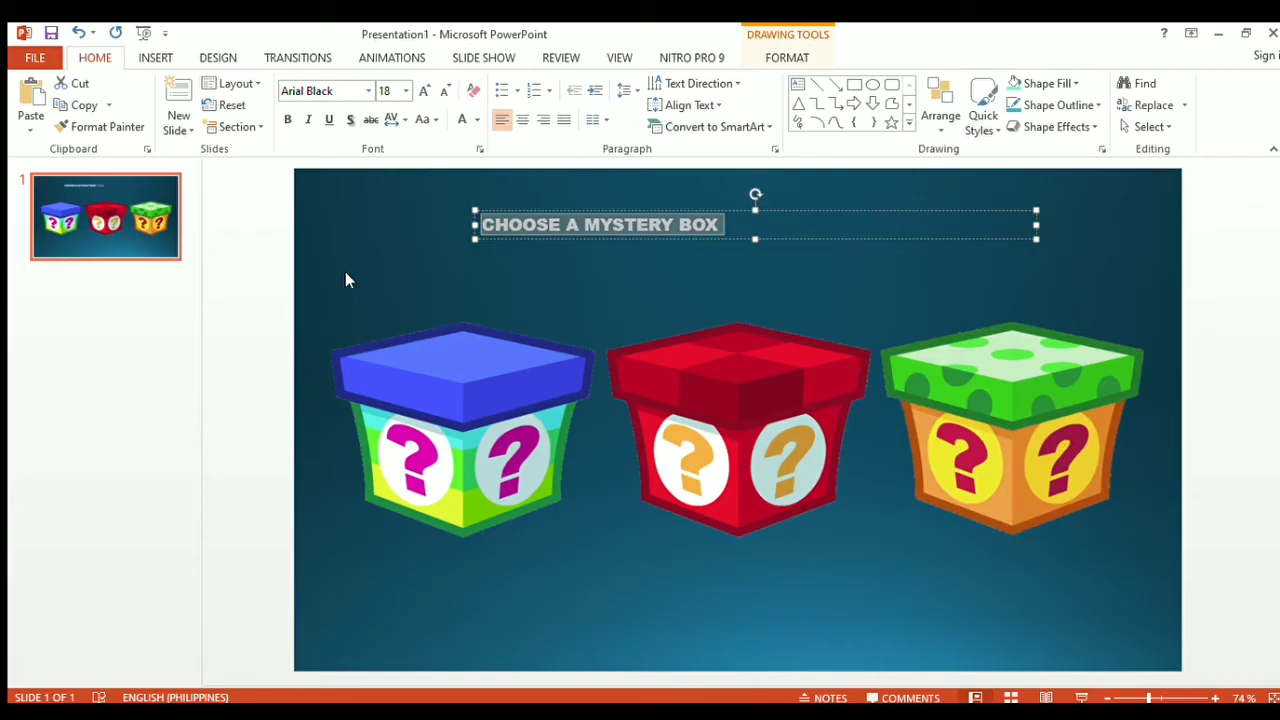 Presentation1 - Microsoft PowerPoint
DRAWING TOOLS
?
FILE
HOME
INSERT
DESIGN
TRANSITIONS
ANIMATIONS
SLIDE SHOW
REVIEW
VIEW
NITRO PRO 9
FORMAT
Sign i
Paste
Cut
Copy
Format Painter
Clipboard
New
Slide
Layout
Reset
Section
Slides
Arial Black
18
B I U S abc AV Aa A
Font
Text Direction
Align Text
Convert to SmartArt
Paragraph
Arrange
Quick
Styles
Shape Fill
Shape Outline
Shape Effects
Drawing
Find
Replace
Select
Editing
1
CHOOSE A MYSTERY BOX
? ? ? ? ? ?
SLIDE 1 OF 1
ENGLISH (PHILIPPINES)
NOTES
COMMENTS
74 %